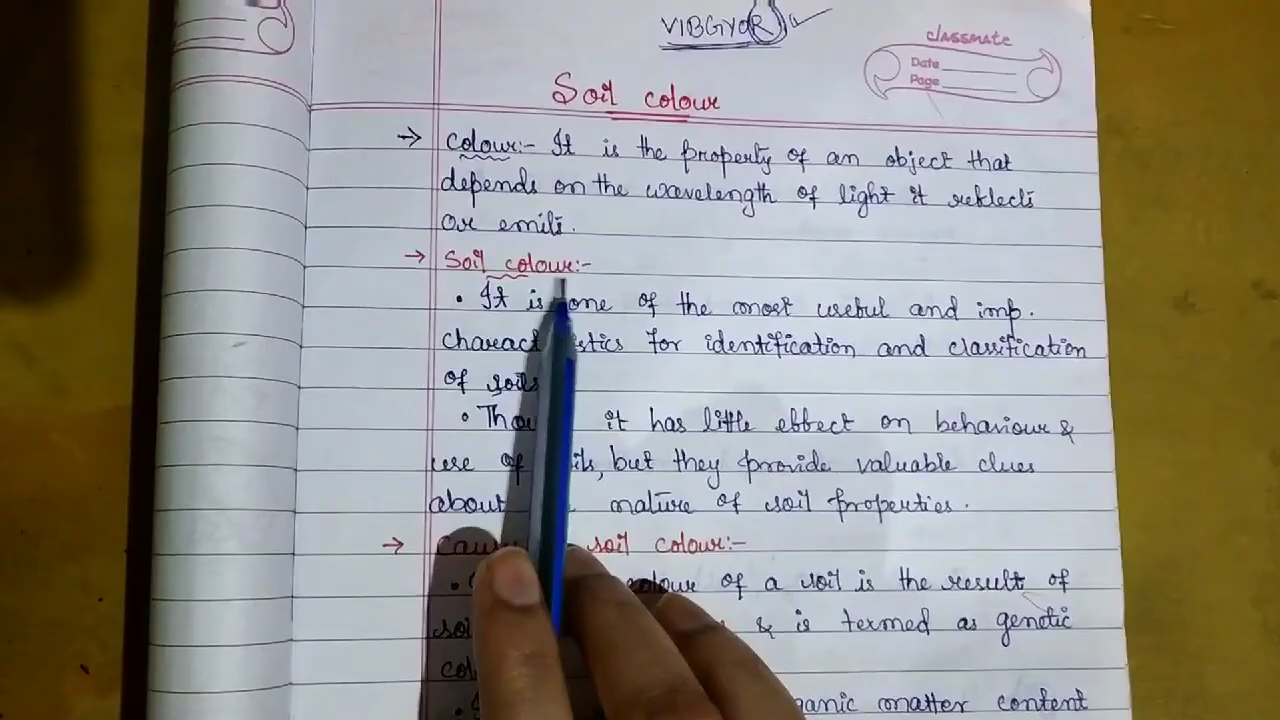 VIBGYOR
classmate
Date
Page
Soil colour
→ colour:- It is the property of an object that
depends on the wavelength of light it reflects
or emits.
→ Soil colour:-
• It is one of the most useful and imp.
characteristics for identification and classification
of soils
• it has little effect on behaviour &
use of but they provide valuable clues
about nature of soil properties.
→ soil colour:-
• colour of a soil is the result of
& is termed as genetic
matter content